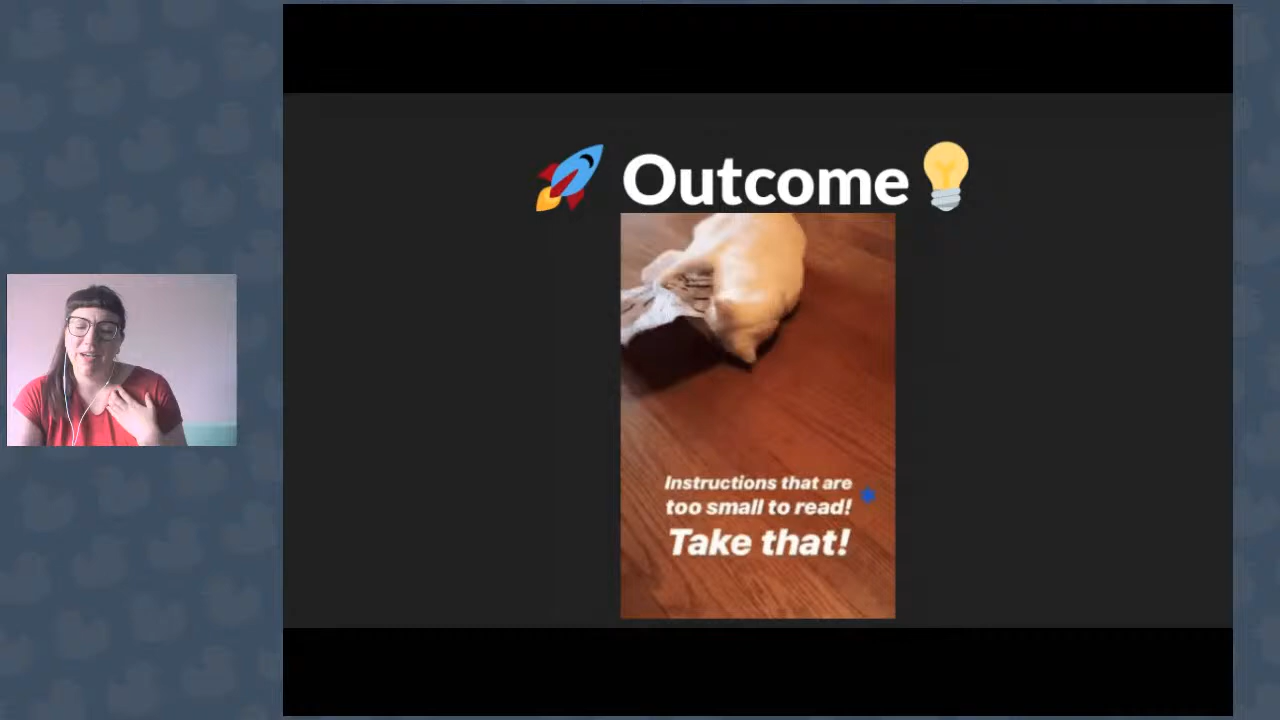 Outcome
Instructions that are
too small to read!
Take that!